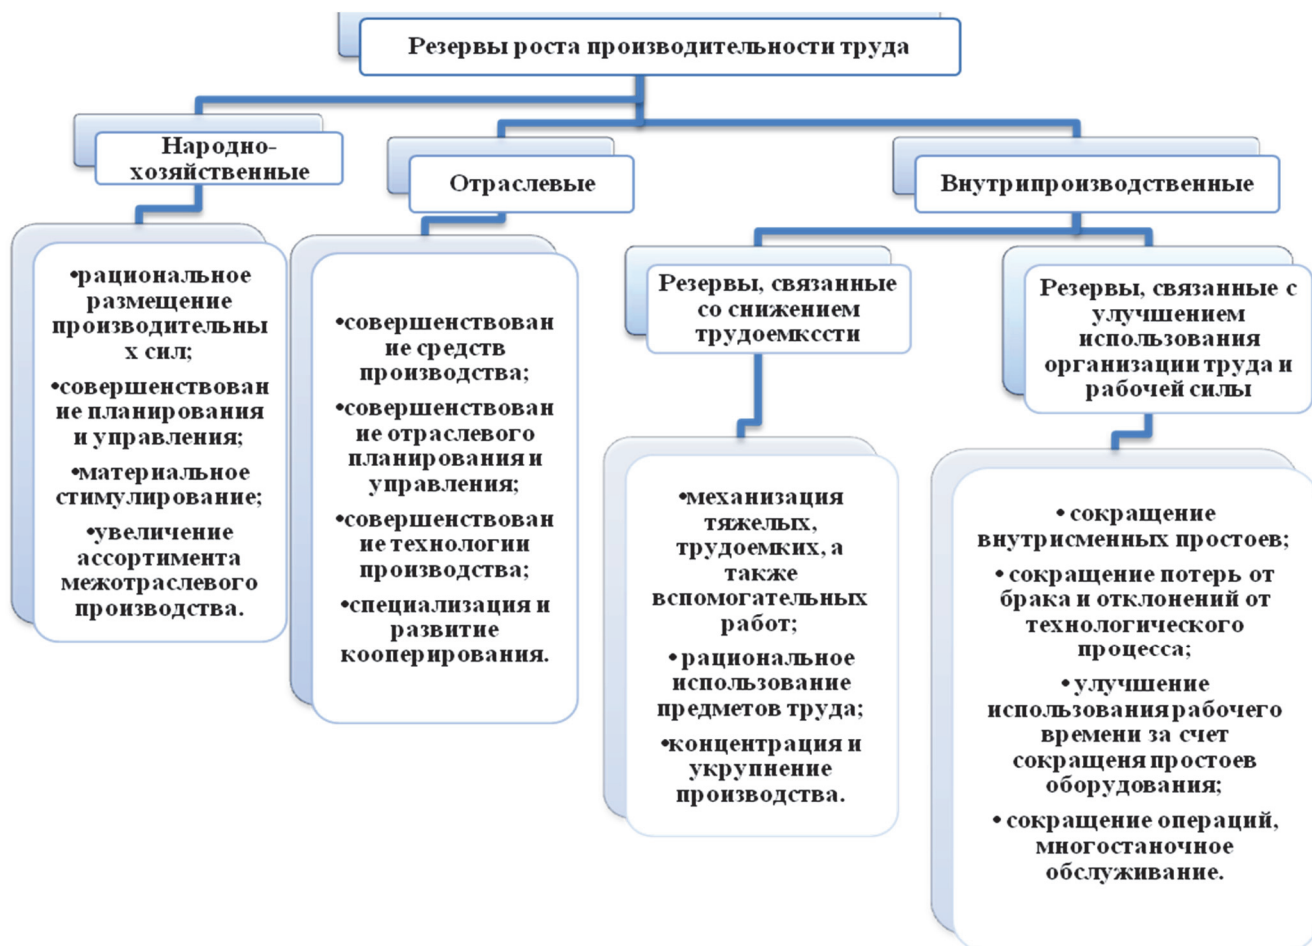 Резервы роста производительности труда
Народно-
хозяйственные
Отраслевые
Внутрипроизводственные
•рациональное
размещение
производительны
х сил;
•совершенствован
ие планирования
и управления;
•материальное
стимулирование;
•увеличение
ассортимента
межотраслевого
производства.
•совершенствован
ие средств
производства;
•совершенствован
ие отраслевого
планирования и
управления;
•совершенствован
ие технологии
производства;
•специализация и
развитие
кооперирования.
Резервы, связанные
со снижением
трудоемкссти
•механизация
тяжелых,
трудоемких, а
также
вспомогательных
работ;
•рациональное
использование
предметов труда;
•концентрация и
укрупнение
производства.
Резервы, связанные с
улучшением
использования
организации труда и
рабочей силы
• сокращение
внутрисменных простоев;
• сокращение потерь от
брака и отклонений от
технологического
процесса;
• улучшение
использования рабочего
времени за счет
сокращеня простоев
оборудования;
• сокращение операций,
многостаночное
обслуживание.